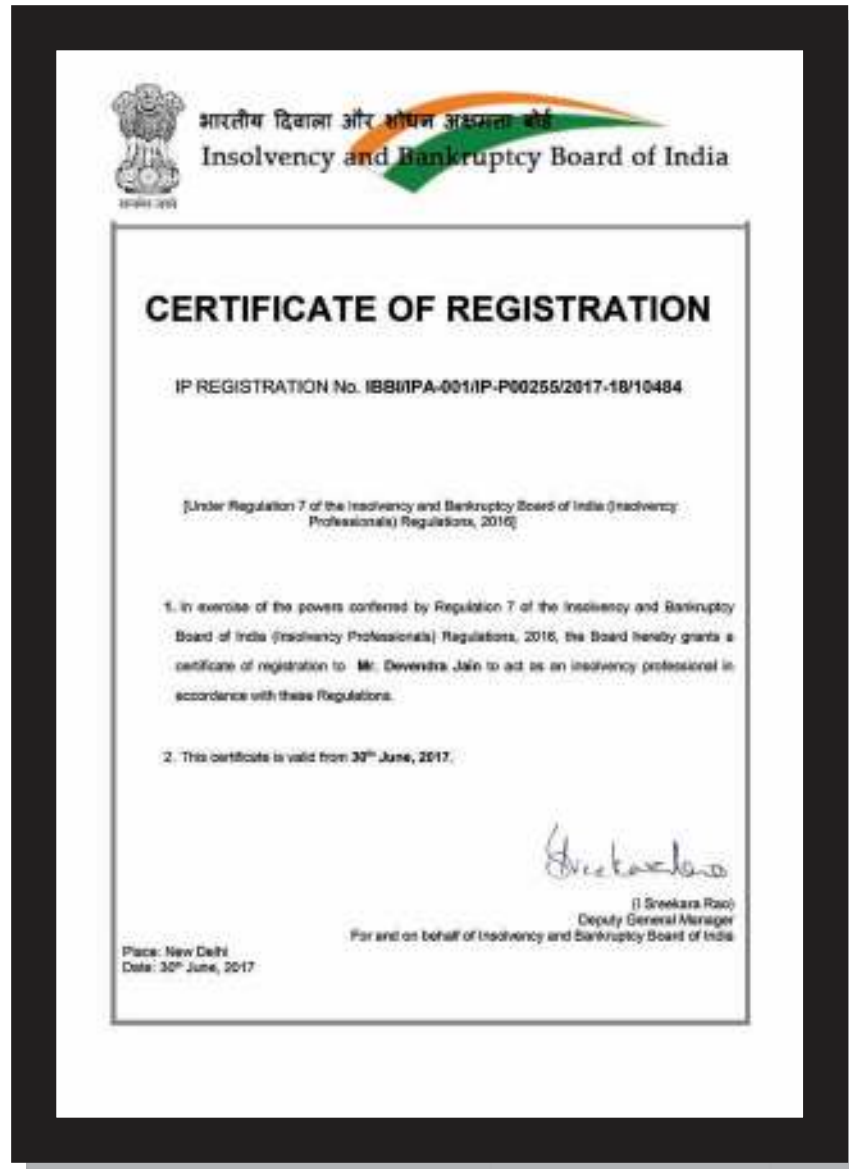 भारतीय दिवाला और शोधन अक्षमता बोर्ड
Insolvency and Bankruptcy Board of India
सत्यमेव जयते
CERTIFICATE OF REGISTRATION
IP REGISTRATION No. IBBI/IPA-001/IP-P00255/2017-18/10484
[Under Regulation 7 of the Insolvency and Bankruptcy Board of India (Insolvency
Professionals) Regulations, 2016]
1. In exercise of the powers conferred by Regulation 7 of the Insolvency and Bankruptcy
Board of India (Insolvency Professionals) Regulations, 2016, the Board hereby grants a
certificate of registration to Mr. Devendra Jain to act as an insolvency professional in
accordance with these Regulations.
2. This certificate is valid from 30th June, 2017.
(I Sreekara Rao)
Deputy General Manager
For and on behalf of Insolvency and Bankruptcy Board of India
Place: New Delhi
Date: 30th June, 2017